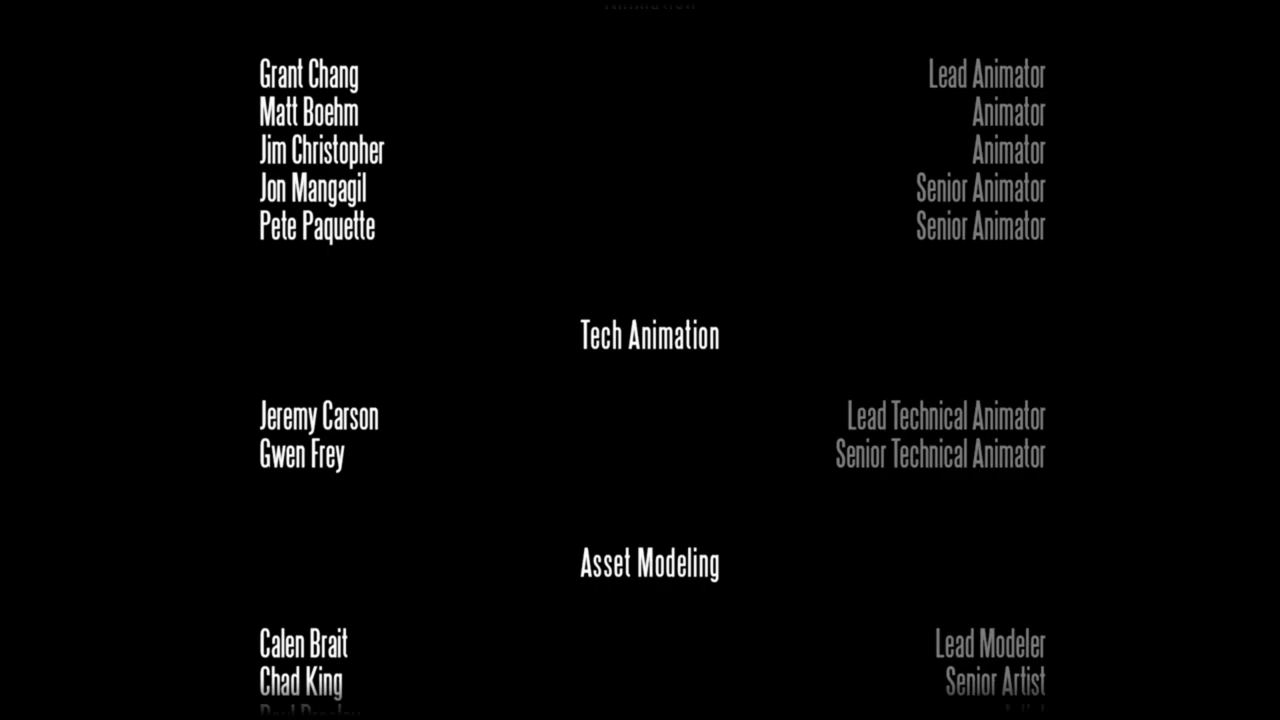 Grant Chang Lead Animator
Matt Boehm Animator
Jim Christopher Animator
Jon Mangagil Senior Animator
Pete Paquette Senior Animator
Tech Animation
Jeremy Carson Lead Technical Animator
Gwen Frey Senior Technical Animator
Asset Modeling
Calen Brait Lead Modeler
Chad King Senior Artist